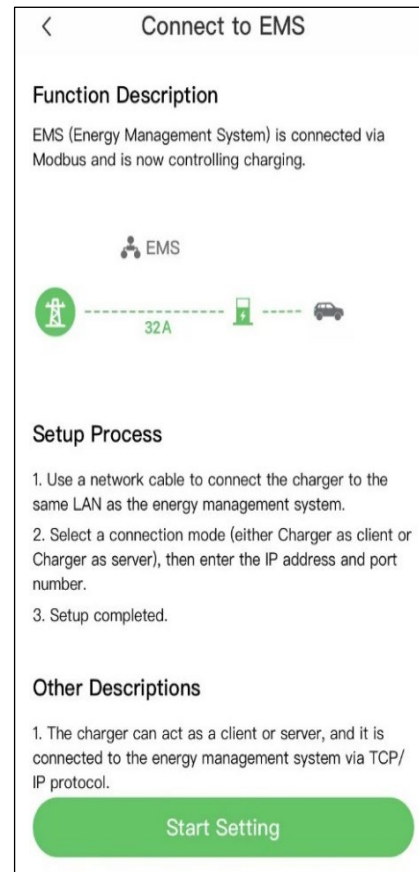 Connect to EMS
Function Description
EMS (Energy Management System) is connected via
Modbus and is now controlling charging.
EMS
32A
Setup Process
1. Use a network cable to connect the charger to the
same LAN as the energy management system.
2. Select a connection mode (either Charger as client or
Charger as server), then enter the IP address and port
number.
3. Setup completed.
Other Descriptions
1. The charger can act as a client or server, and it is
connected to the energy management system via TCP/
IP protocol.
Start Setting